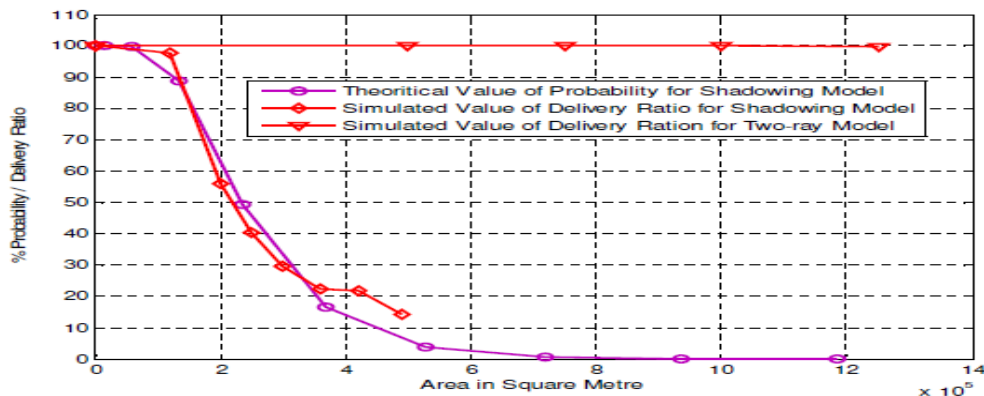 110
100
90
80
70
60
50
40
30
20
10
0
% Probability / Delivery Ratio
Theoritical Value of Probability for Shadowing Model
Simulated Value of Delivery Ratio for Shadowing Model
Simulated Value of Delivery Ration for Two-ray Model
0 2 4 6 8 10 12 14
Area in Square Metre
x 10⁵